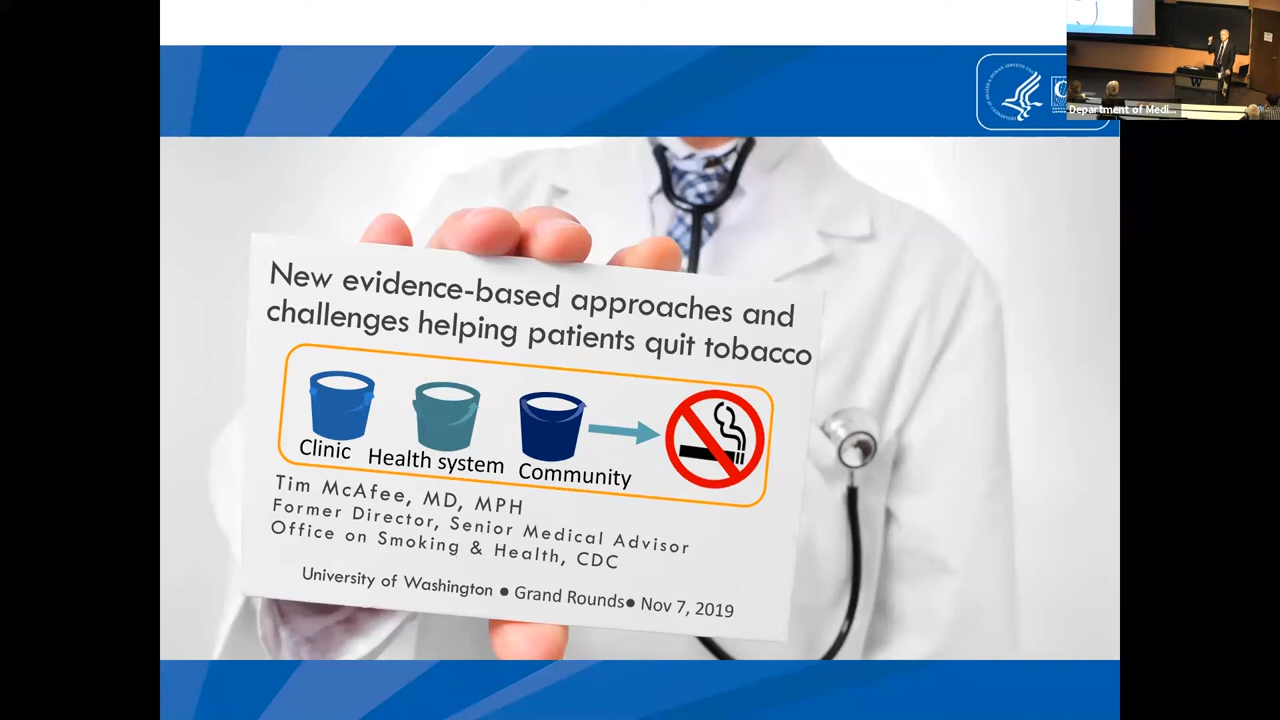 Department of Medi...
New evidence-based approaches and
challenges helping patients quit tobacco
Clinic
Health system
Community
Tim McAfee, MD, MPH
Former Director, Senior Medical Advisor
Office on Smoking & Health, CDC
University of Washington ● Grand Rounds● Nov 7, 2019
W